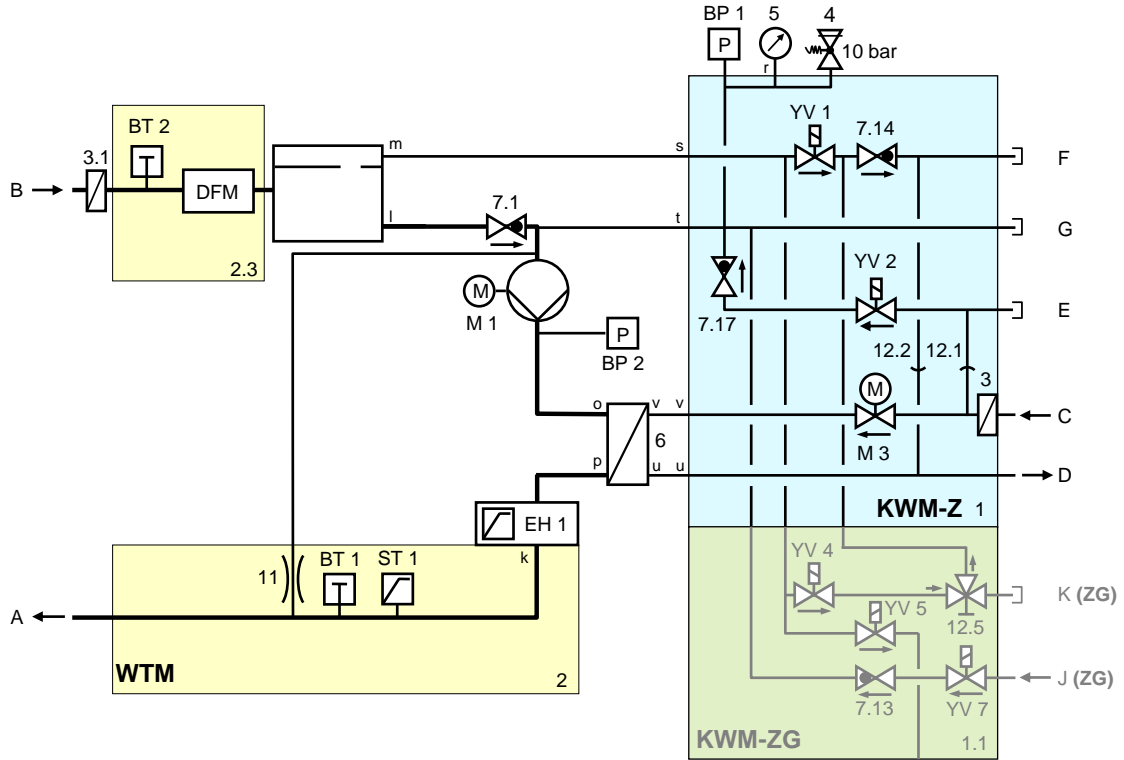 BP 1 5 4
P 10 bar
r
YV 1 7.14
BT 2
3.1
B DFM
m s F
l 7.1 t G
2.3
M
M 1
YV 2
7.17 E
P
BP 2
12.2 12.1
3
M
o v v C
6 M 3
p u u D
KWM-Z 1
EH 1
k
BT 1 ST 1
11
A
WTM 2
YV 4
K (ZG)
YV 5 12.5
J (ZG)
7.13 YV 7
KWM-ZG 1.1